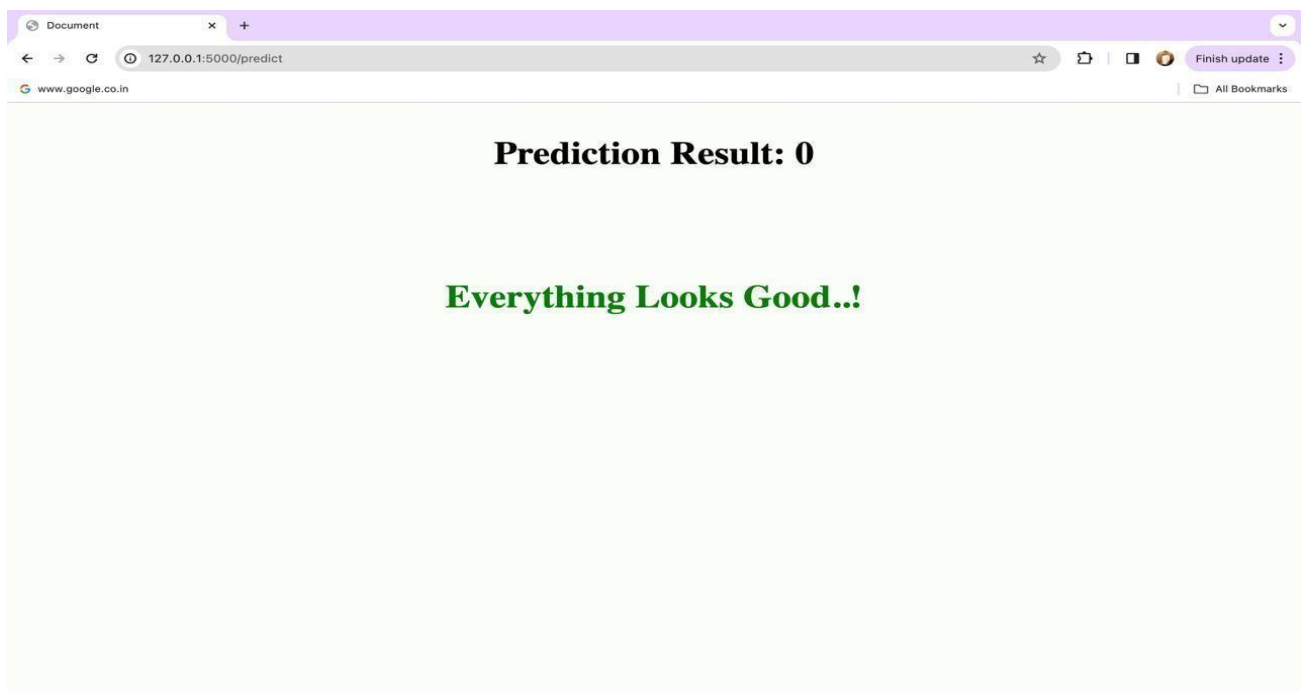 Document
127.0.0.1:5000/predict
Finish update
www.google.co.in
All Bookmarks
Prediction Result: 0
Everything Looks Good..!